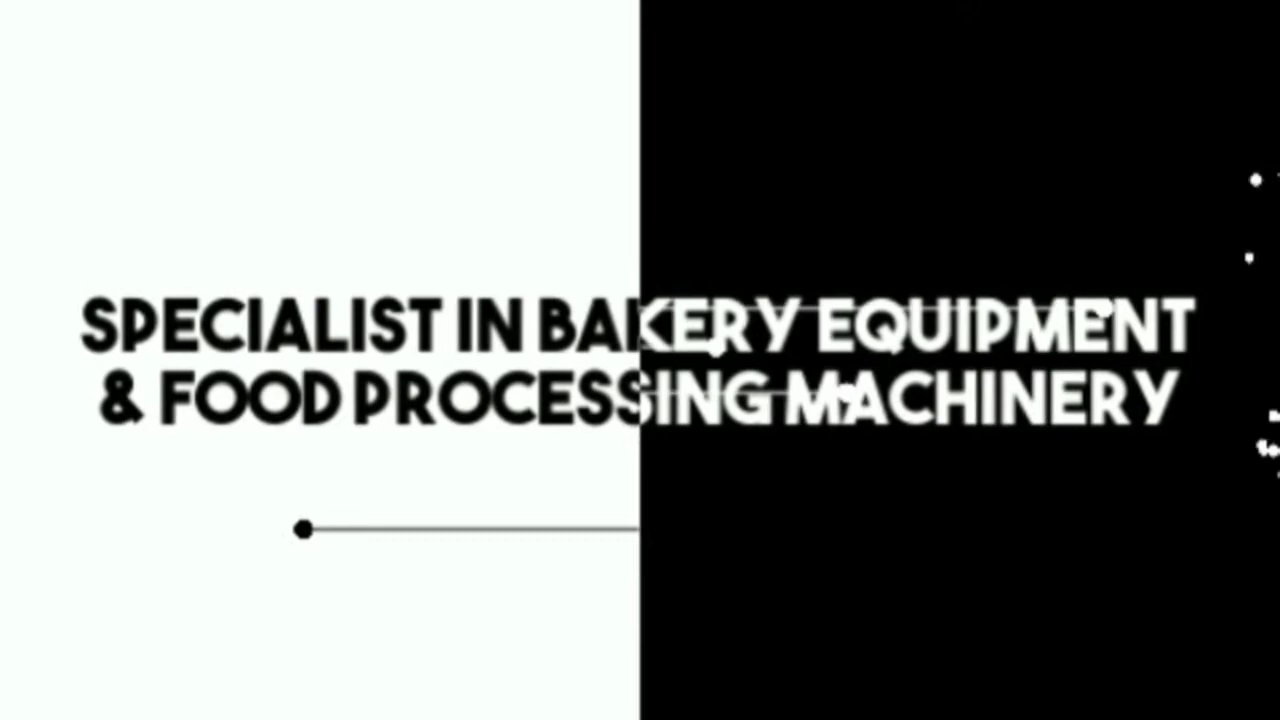 SPECIALIST IN BAKERY EQUIPMENT
& FOOD PROCESSING MACHINERY